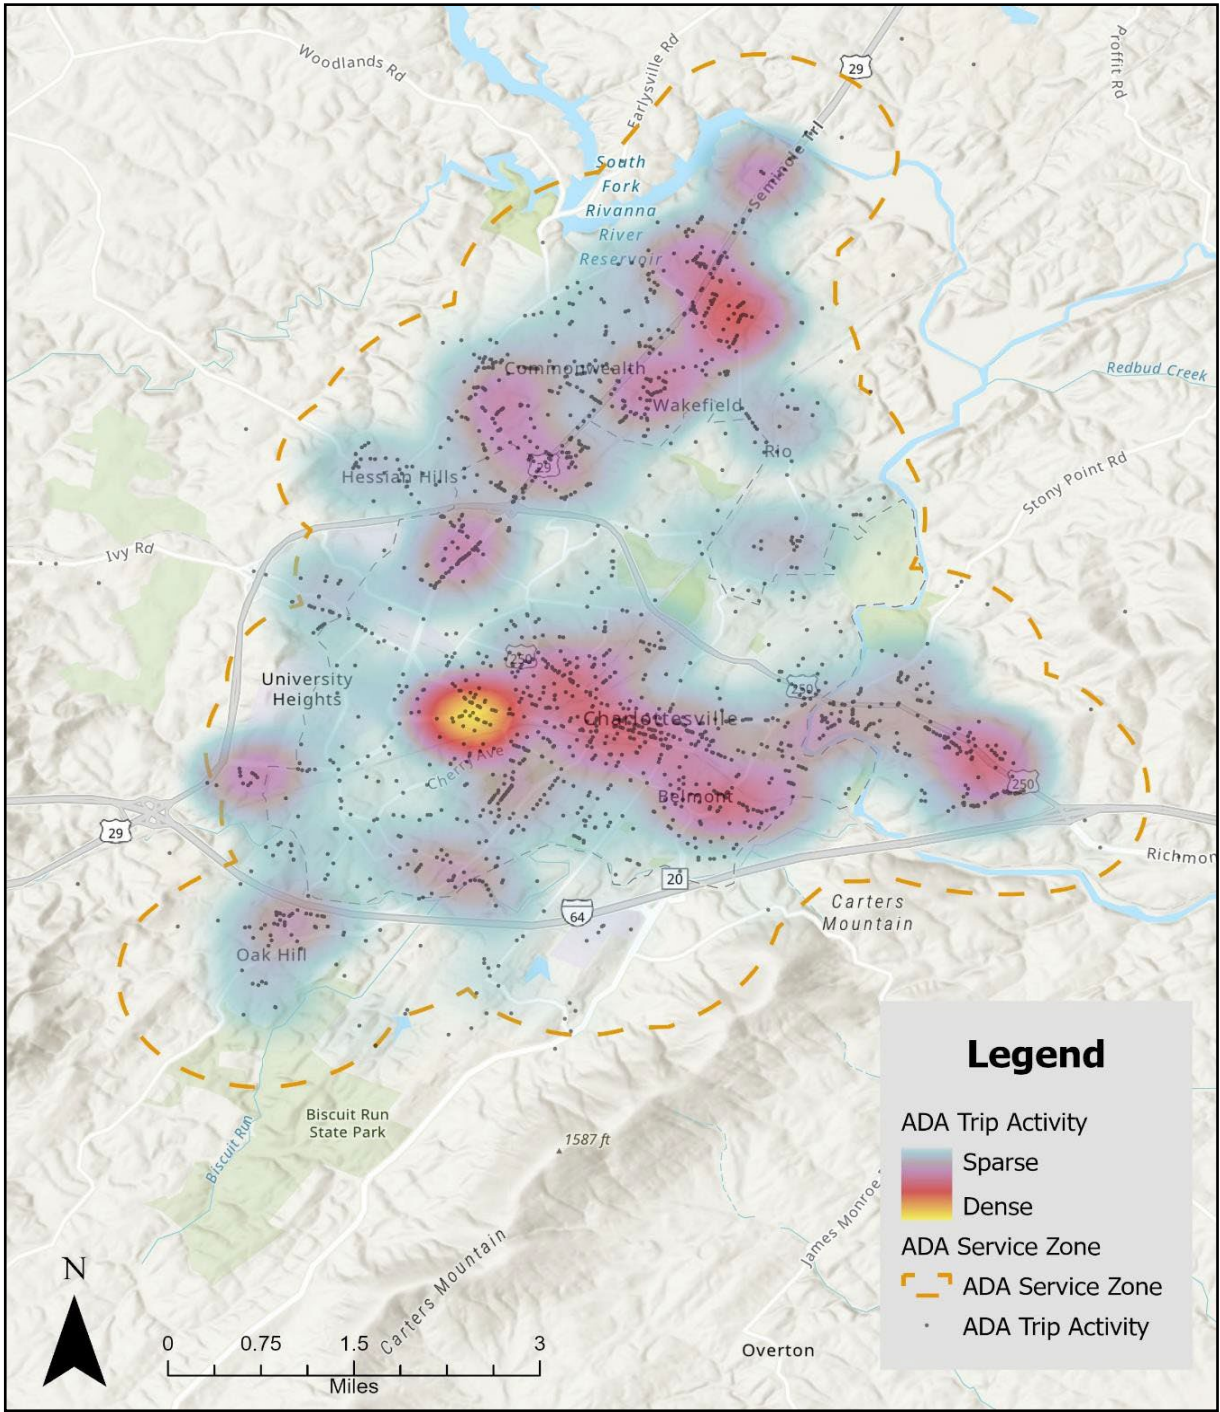 29
Woodlands Rd
Earlysville Rd
Proffit Rd
Seminole Trl
South
Fork
Rivanna
River
Reservoir
Commonwealth
Redbud Creek
Wakefield
Rio
29
Hessian Hills
Stony Point Rd
Ivy Rd
250
University
Heights
250
Charlottesville
Cherry Ave
Belmont
250
29
Richmon
20
64
Carters
Mountain
Oak Hill
Biscuit Run
State Park
1587 ft
Biscuit Run
James Monroe
Carters Mountain
Overton
Legend
ADA Trip Activity
Sparse
Dense
ADA Service Zone
ADA Service Zone
ADA Trip Activity
N
0 0.75 1.5 3
Miles